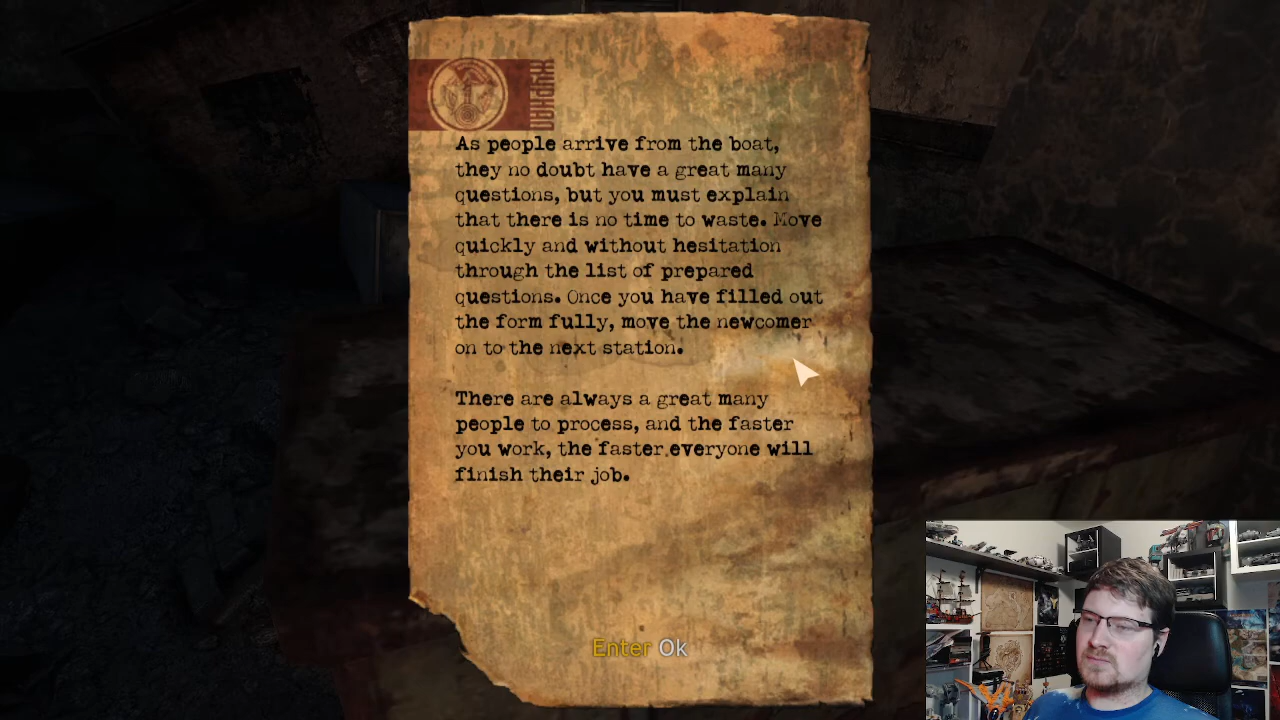 As people arrive from the boat,
they no doubt have a great many
questions, but you must explain
that there is no time to waste. Move
quickly and without hesitation
through the list of prepared
questions. Once you have filled out
the form fully, move the newcomer
on to the next station.
There are always a great many
people to process, and the faster
you work, the faster everyone will
finish their job.
Enter Ok